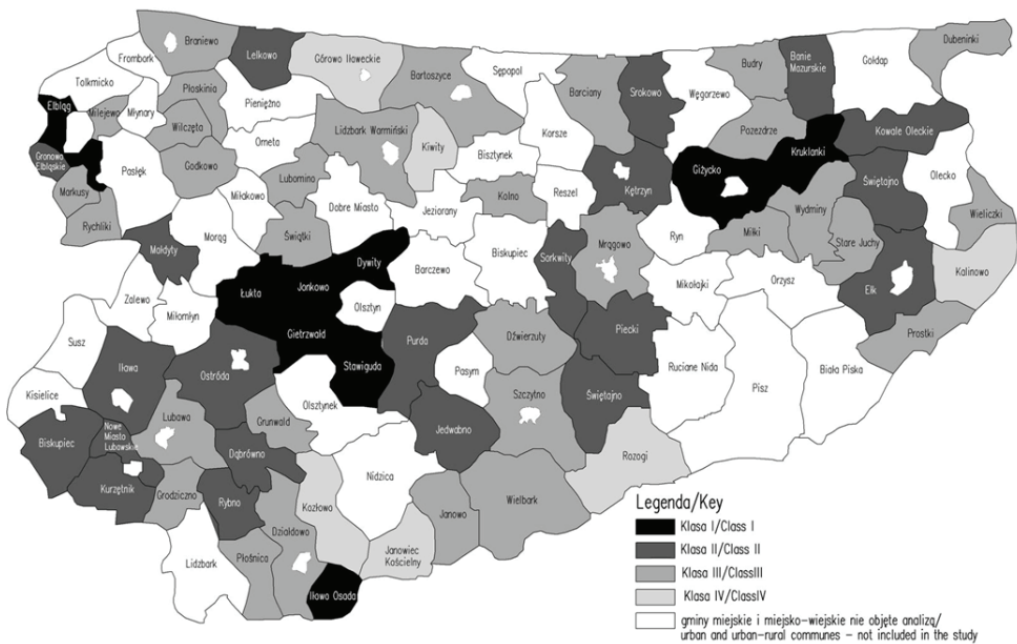 Frombork
Braniewo
Lelkowo
Górowo Iławeckie
Bartoszyce
Sępopol
Barciany
Srokowo
Węgorzewo
Budry
Banie
Mazurskie
Gołdap
Dubeninki
Tolkmicko
Płoskinia
Pieniężno
Elbląg
Milejewo
Młynary
Wilczęta
Orneta
Lidzbark Warmiński
Kiwity
Bisztynek
Korsze
Pozezdrze
Kruklanki
Kowale Oleckie
Gronowo
Elbląskie
Pasłęk
Godkowo
Lubomino
Kętrzyn
Giżycko
Świętajno
Olecko
Markusy
Rychliki
Miłakowo
Dobre Miasto
Jeziorany
Kolno
Reszel
Wydminy
Wieliczki
Morąg
Świątki
Mrągowo
Ryn
Miłki
Stare Juchy
Małdyty
Dywity
Barczewo
Biskupiec
Sorkwity
Mikołajki
Orzysz
Ełk
Kalinowo
Zalewo
Miłomłyn
Łukta
Jonkowo
Olsztyn
Susz
Gietrzwałd
Purda
Dźwierzuty
Piecki
Prostki
Iława
Ostróda
Stawiguda
Pasym
Ruciane Nida
Pisz
Biała Piska
Kisielice
Lubawa
Grunwald
Olsztynek
Szczytno
Świętajno
Biskupiec
Nowe
Miasto
Lubawskie
Dąbrówno
Jedwabno
Kurzętnik
Grodziczno
Rybno
Kozłowo
Nidzica
Wielbark
Rozogi
Działdowo
Janowo
Lidzbark
Płośnica
Janowiec
Kościelny
Iłowo Osada
Legenda/Key
Klasa I/Class I
Klasa II/Class II
Klasa III/ClassIII
Klasa IV/ClassIV
gminy miejskie i miejsko-wiejskie nie objęte analizą/
urban and urban-rural communes - not included in the study